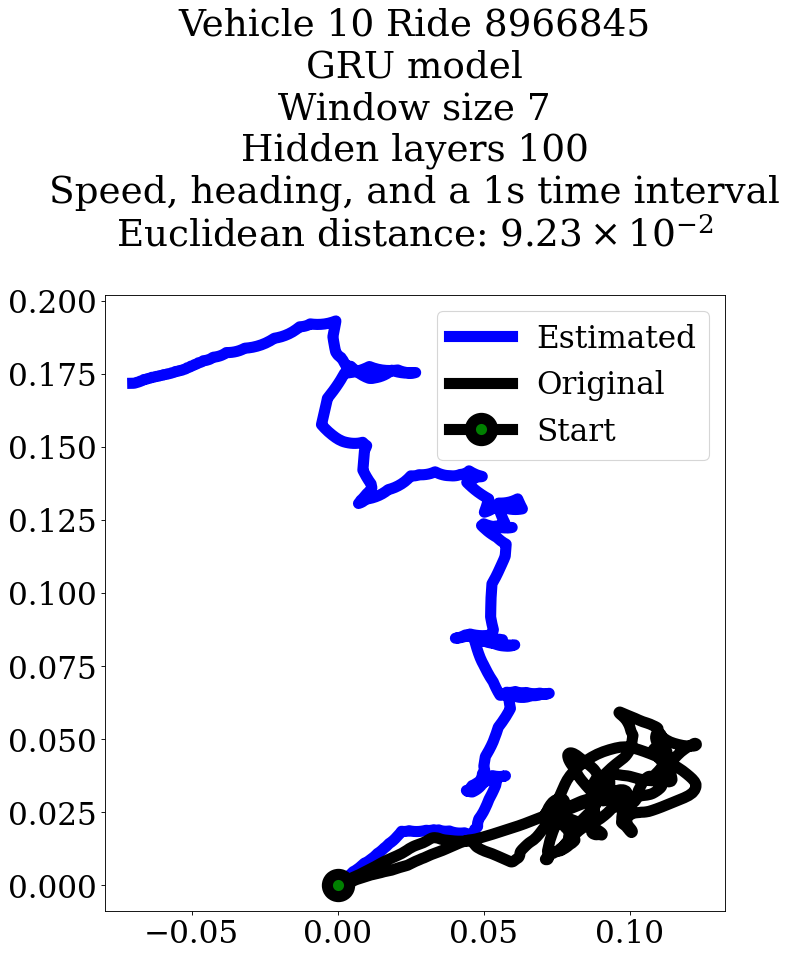 Vehicle 10 Ride 8966845
GRU model
Window size 7
Hidden layers 100
Speed, heading, and a 1s time interval
Euclidean distance: 9.23 × 10⁻²
0.200
0.175
0.150
0.125
0.100
0.075
0.050
0.025
0.000
Estimated
Original
Start
−0.05 0.00 0.05 0.10